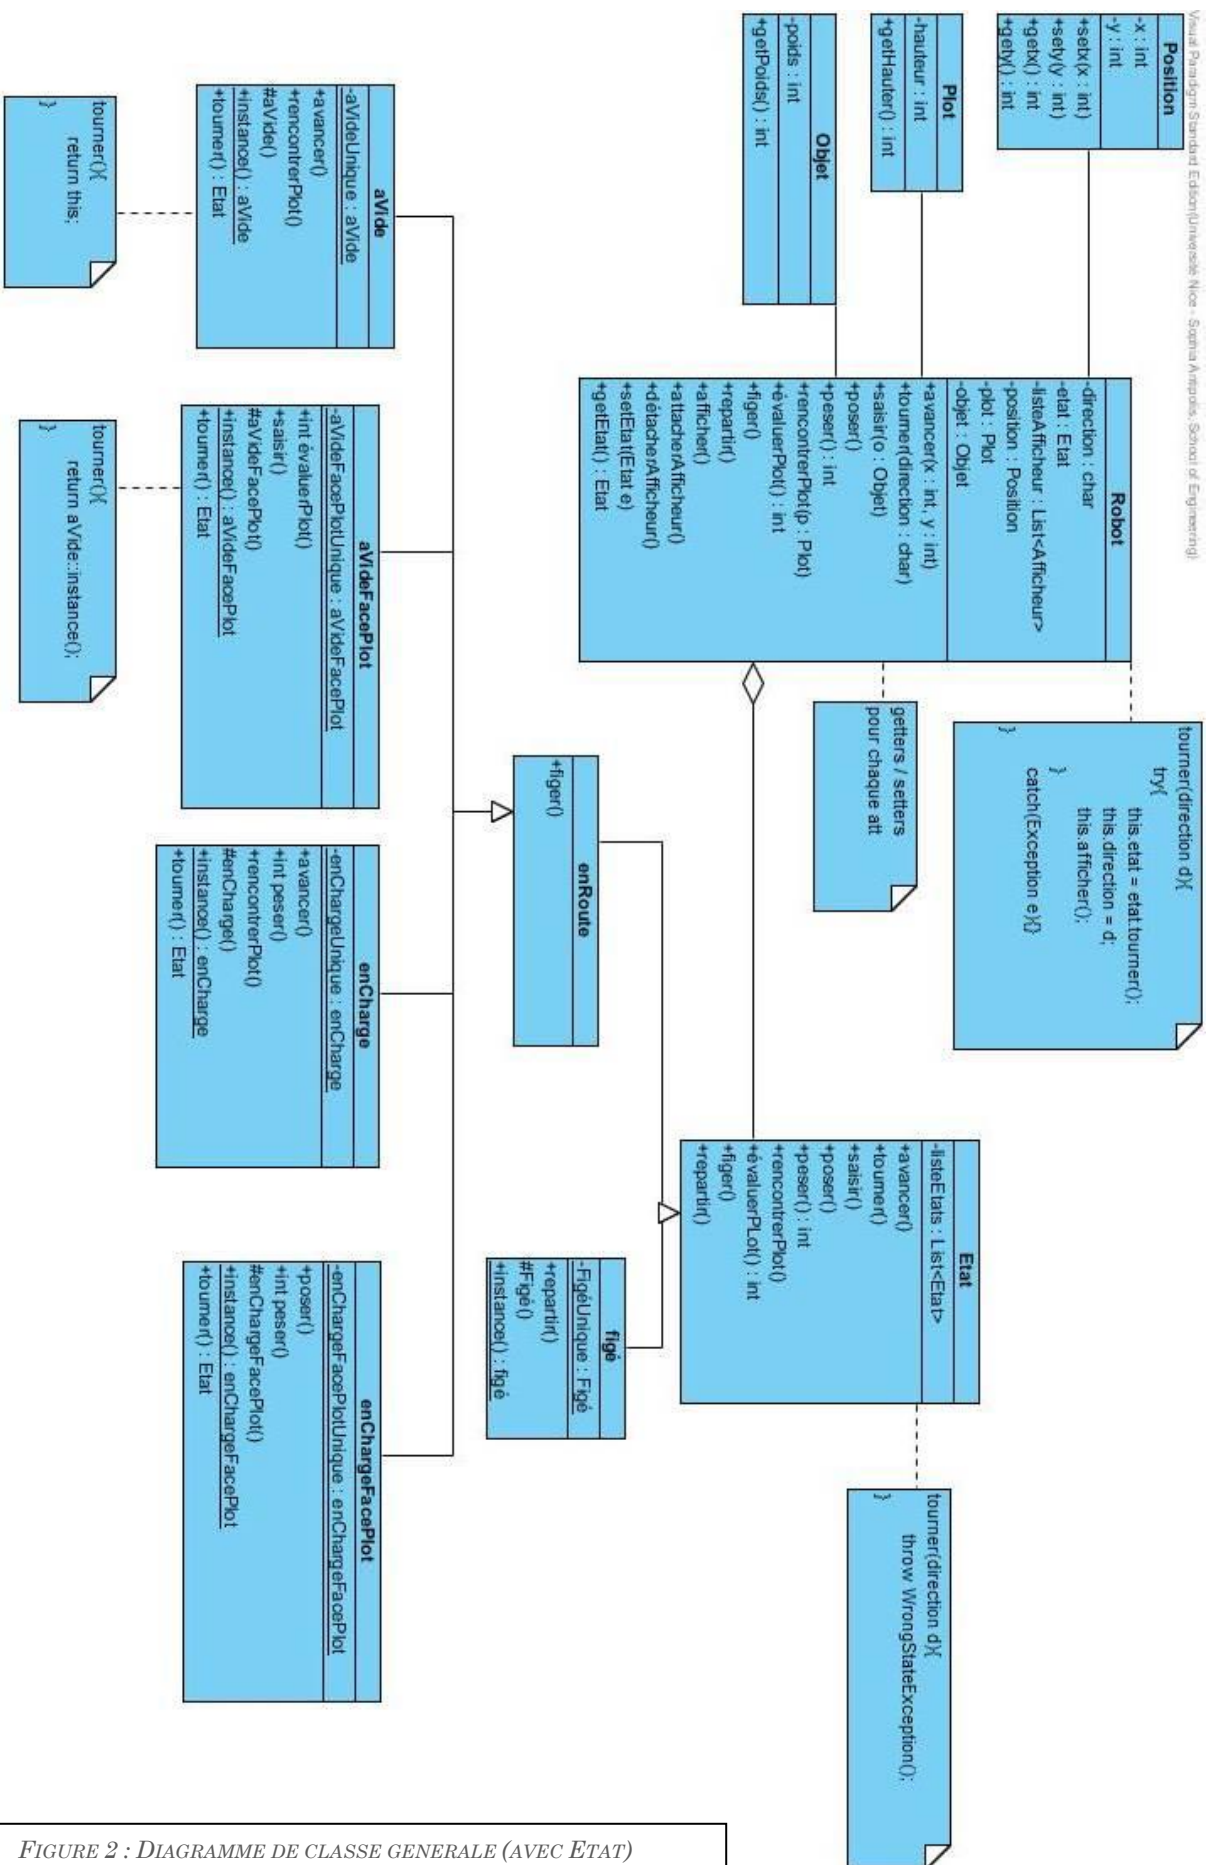 Visual Paradigm Standard Edition(Université Nice - Sophia Antipolis, School of Engineering)
Position
-x : int
-y : int
+setx(x : int)
+sety(y : int)
+getx() : int
+gety() : int
Plot
-hauteur : int
+getHauter() : int
Objet
-poids : int
+getPoids() : int
Robot
-direction : char
-etat : Etat
-listeAfficheur : List<Afficheur>
-position : Position
-plot : Plot
-objet : Objet
+avancer(x : int, y : int)
+tourner(direction : char)
+saisir(o : Objet)
+poser()
+peser() : int
+rencontrerPlot(p : Plot)
+évaluerPlot() : int
+figer()
+repartir()
+afficher()
+attacherAfficheur()
+détacherAfficheur()
+setEtat(Etat e)
+getEtat() : Etat
tourner(direction d){
try{
this.etat = etat.tourner();
this.direction = d;
this.afficher();
}
catch(Exception e){}
}
getters / setters
pour chaque att
Etat
-listeEtats : List<Etat>
+avancer()
+tourner()
+saisir()
+poser()
+peser() : int
+rencontrerPlot()
+évaluerPLot() : int
+figer()
+repartir()
tourner(direction d){
throw WrongStateException();
}
enRoute
+figer()
figé
-FigéUnique : Figé
+repartir()
#Figé()
+instance() : figé
aVide
-aVideUnique : aVide
+avancer()
+rencontrerPlot()
#aVide()
+instance() : aVide
+tourner() : Etat
tourner(){
return this;
}
aVideFacePlot
-aVideFacePlotUnique : aVideFacePlot
+int évaluerPlot()
+saisir()
#aVideFacePlot()
+instance() : aVideFacePlot
+tourner() : Etat
tourner(){
return aVide::instance();
}
enCharge
-enChargeUnique : enCharge
+avancer()
+int peser()
+rencontrerPlot()
#enCharge()
+instance() : enCharge
+tourner() : Etat
enChargeFacePlot
-enChargeFacePlotUnique : enChargeFacePlot
+poser()
+int peser()
#enChargeFacePlot()
+instance() : enChargeFacePlot
+tourner() : Etat
FIGURE 2 : DIAGRAMME DE CLASSE GENERALE (AVEC ETAT)